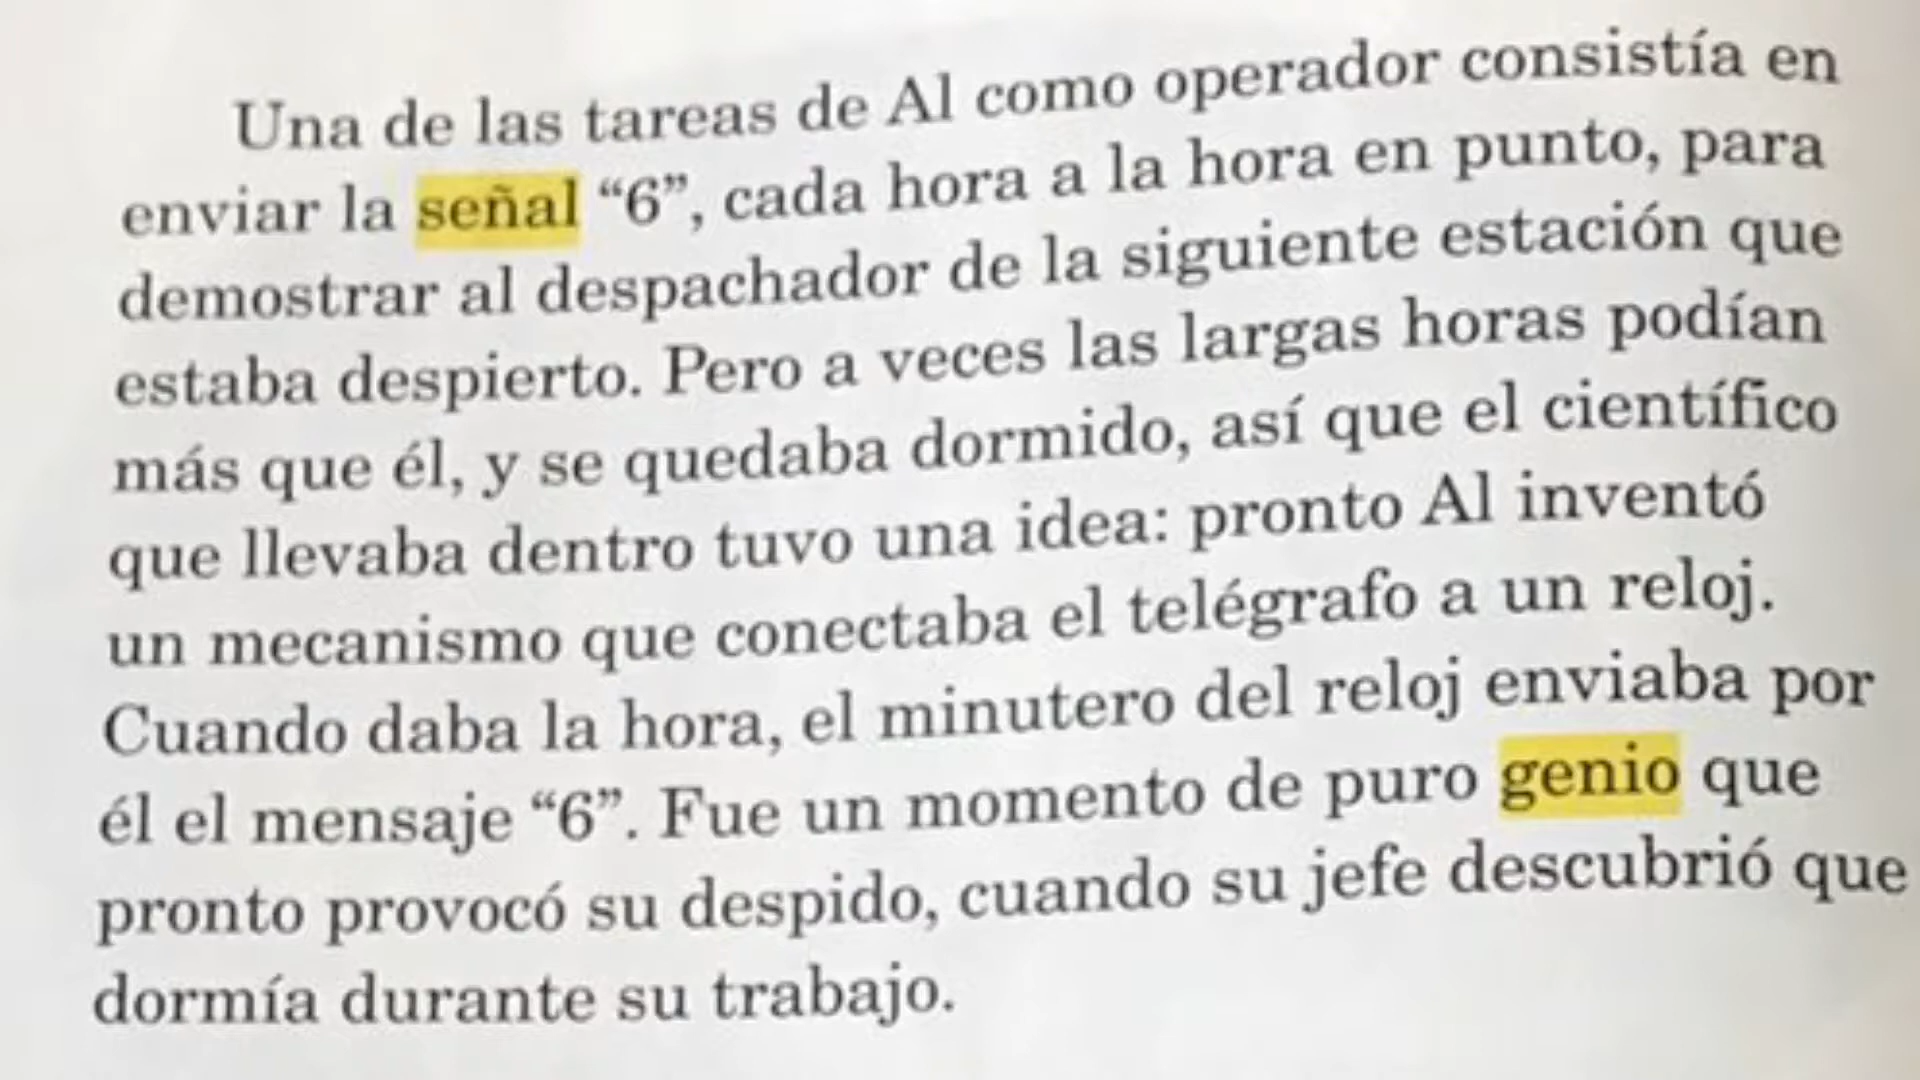 Una de las tareas de Al como operador consistía en
enviar la señal “6”, cada hora a la hora en punto, para
demostrar al despachador de la siguiente estación que
estaba despierto. Pero a veces las largas horas podían
más que él, y se quedaba dormido, así que el científico
que llevaba dentro tuvo una idea: pronto Al inventó
un mecanismo que conectaba el telégrafo a un reloj.
Cuando daba la hora, el minutero del reloj enviaba por
él el mensaje “6”. Fue un momento de puro genio que
pronto provocó su despido, cuando su jefe descubrió que
dormía durante su trabajo.